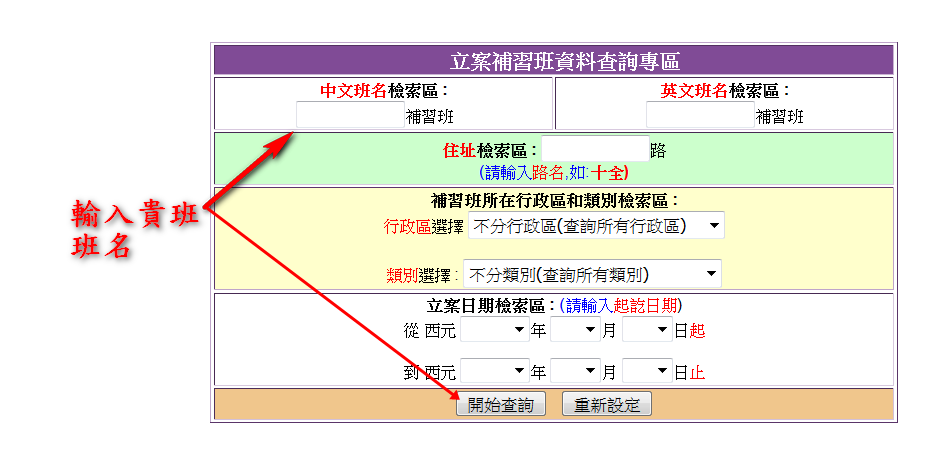 立案補習班資料查詢專區
中文班名檢索區：
補習班
英文班名檢索區：
補習班
住址檢索區：路
(請輸入路名,如:十全)
補習班所在行政區和類別檢索區：
行政區選擇 不分行政區(查詢所有行政區)
類別選擇： 不分類別(查詢所有類別)
立案日期檢索區：(請輸入起訖日期)
從 西元 年 月 日起
到 西元 年 月 日止
開始查詢 重新設定
輸入貴班
班名